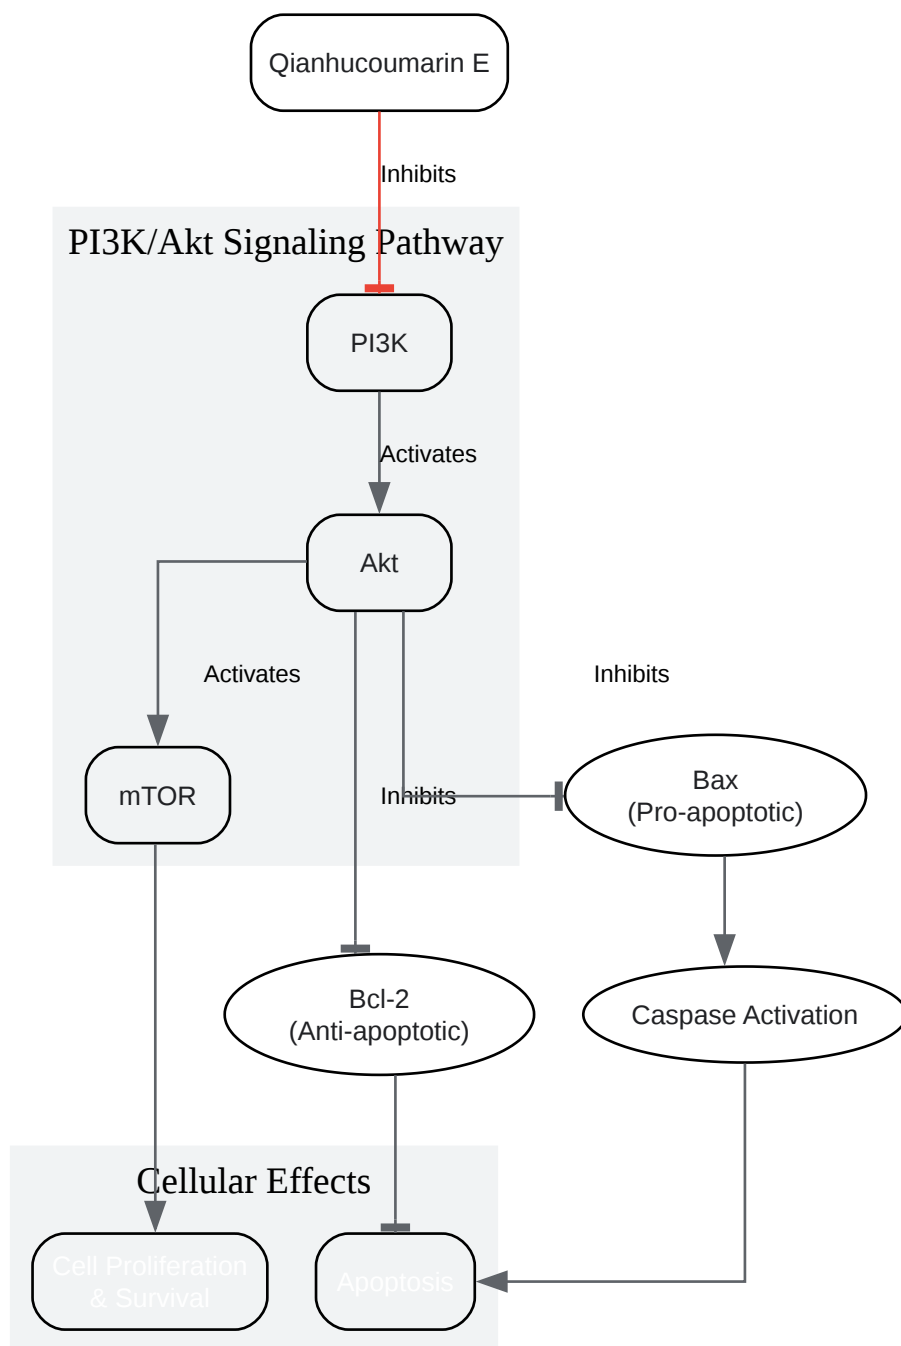 Qianhucoumarin E
Inhibits
PI3K/Akt Signaling Pathway
PI3K
Activates
Akt
Activates
Inhibits
mTOR
Inhibits
Bax
(Pro-apoptotic)
Bcl-2
(Anti-apoptotic)
Caspase Activation
Cellular Effects
Cell Proliferation
& Survival
Apoptosis